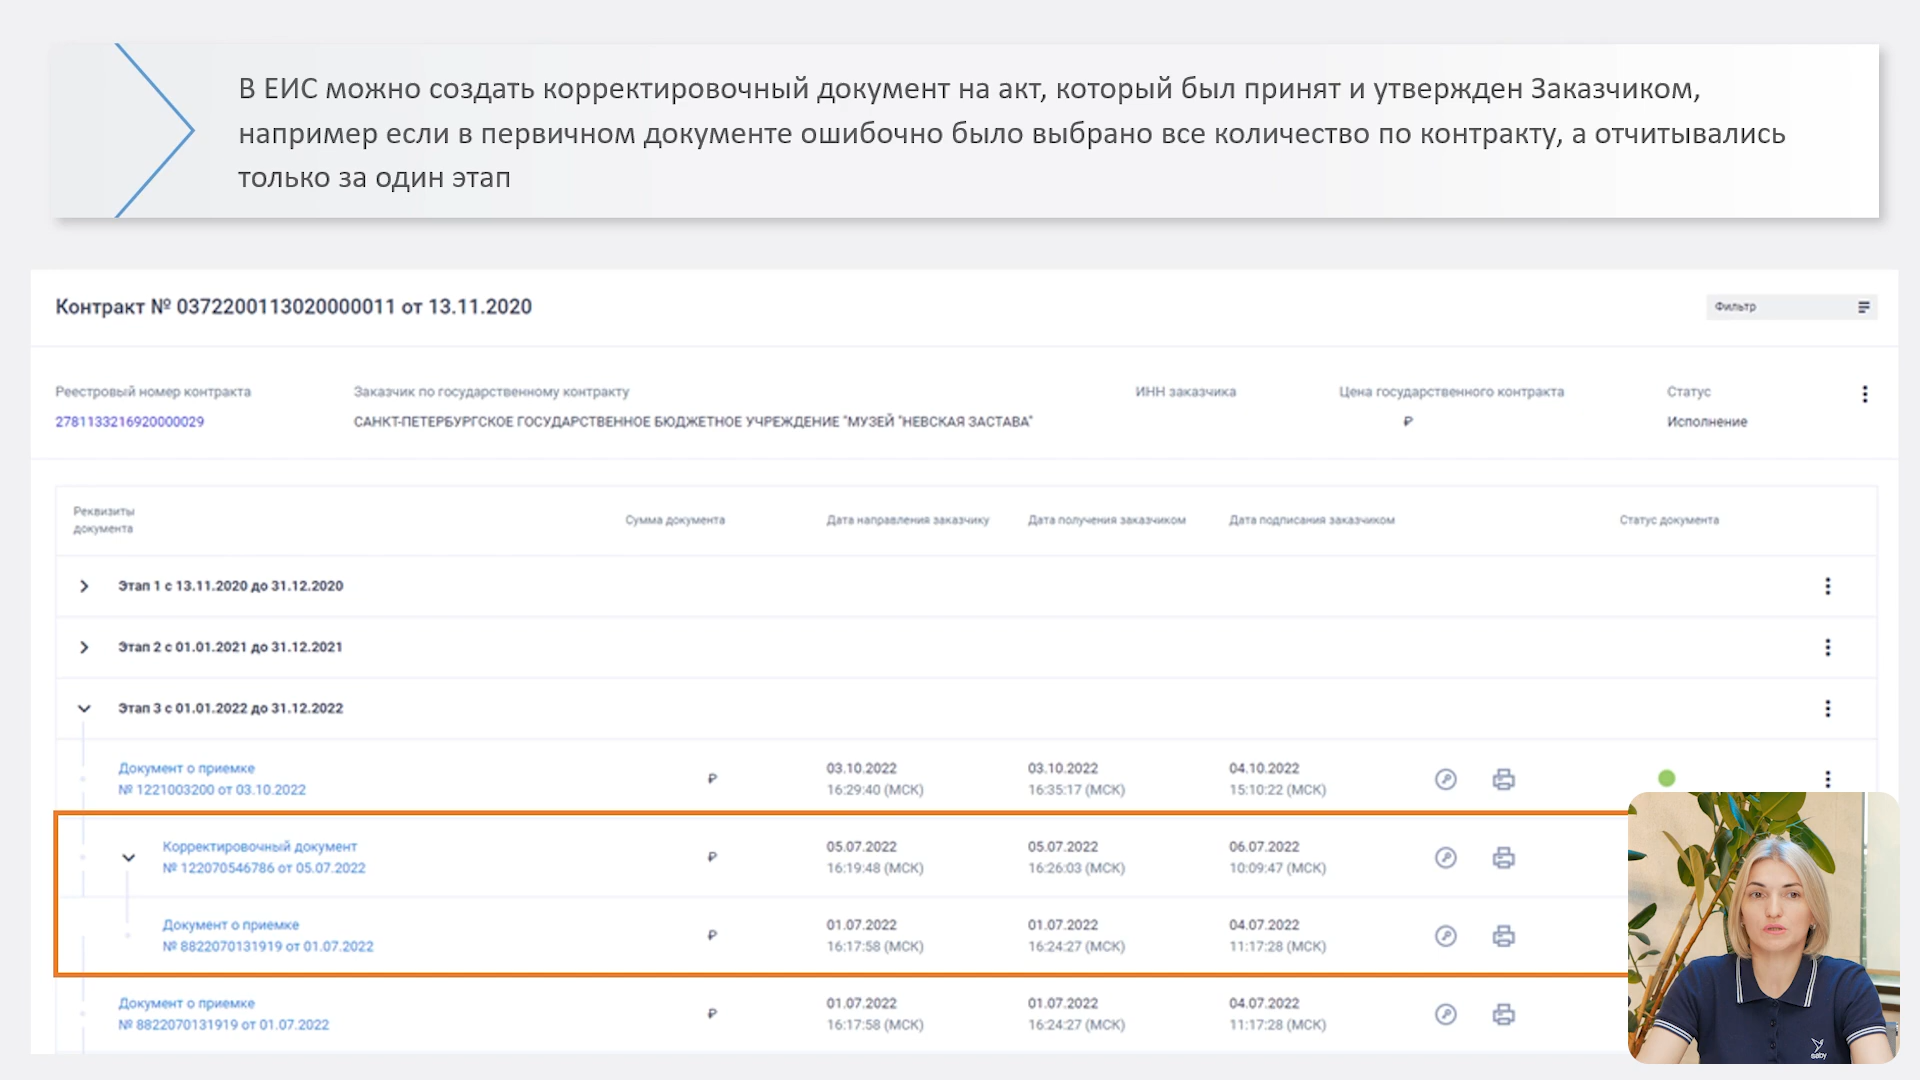 В ЕИС можно создать корректировочный документ на акт, который был принят и утвержден Заказчиком,
например если в первичном документе ошибочно было выбрано все количество по контракту, а отчитывались
только за один этап
Контракт № 0372200113020000011 от 13.11.2020
Фильтр
Реестровый номер контракта
Заказчик по государственному контракту
ИНН заказчика
Цена государственного контракта
Статус
2781133216920000029
САНКТ-ПЕТЕРБУРГСКОЕ ГОСУДАРСТВЕННОЕ БЮДЖЕТНОЕ УЧРЕЖДЕНИЕ "МУЗЕЙ "НЕВСКАЯ ЗАСТАВА"
₽
Исполнение
Реквизиты
документа
Сумма документа
Дата направления заказчику
Дата получения заказчиком
Дата подписания заказчиком
Статус документа
Этап 1 с 13.11.2020 до 31.12.2020
Этап 2 с 01.01.2021 до 31.12.2021
Этап 3 с 01.01.2022 до 31.12.2022
Документ о приемке
№ 1221003200 от 03.10.2022
₽
03.10.2022
16:29:40 (МСК)
03.10.2022
16:35:17 (МСК)
04.10.2022
15:10:22 (МСК)
Корректировочный документ
№ 122070546786 от 05.07.2022
₽
05.07.2022
16:19:48 (МСК)
05.07.2022
16:26:03 (МСК)
06.07.2022
10:09:47 (МСК)
Документ о приемке
№ 8822070131919 от 01.07.2022
₽
01.07.2022
16:17:58 (МСК)
01.07.2022
16:24:27 (МСК)
04.07.2022
11:17:28 (МСК)
Документ о приемке
№ 8822070131919 от 01.07.2022
₽
01.07.2022
16:17:58 (МСК)
01.07.2022
16:24:27 (МСК)
04.07.2022
11:17:28 (МСК)
saby